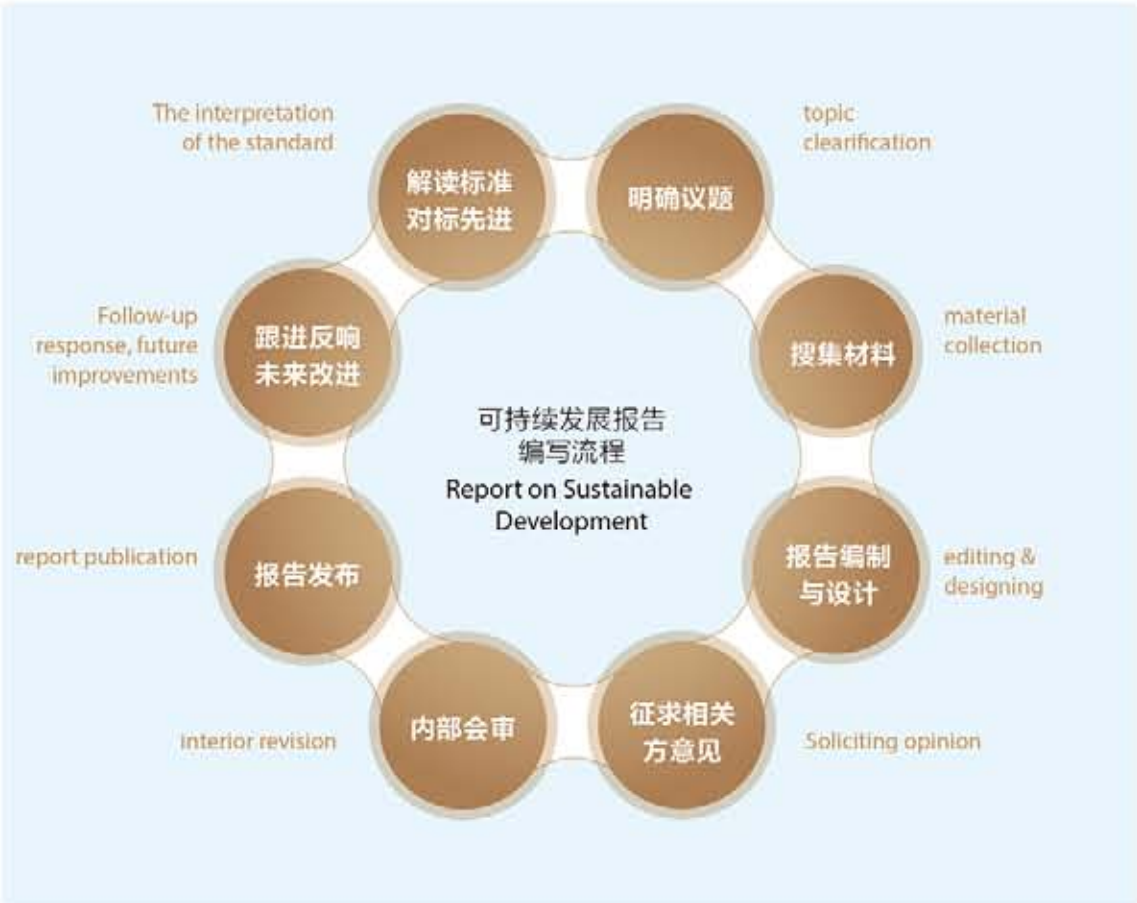 The interpretation
of the standard
解读标准
对标先进
明确议题
topic
clearification
搜集材料
material
collection
报告编制
与设计
editing &
designing
征求相关
方意见
Soliciting opinion
内部会审
Interior revision
报告发布
report publication
跟进反响
未来改进
Follow-up
response, future
improvements
可持续发展报告
编写流程
Report on Sustainable
Development